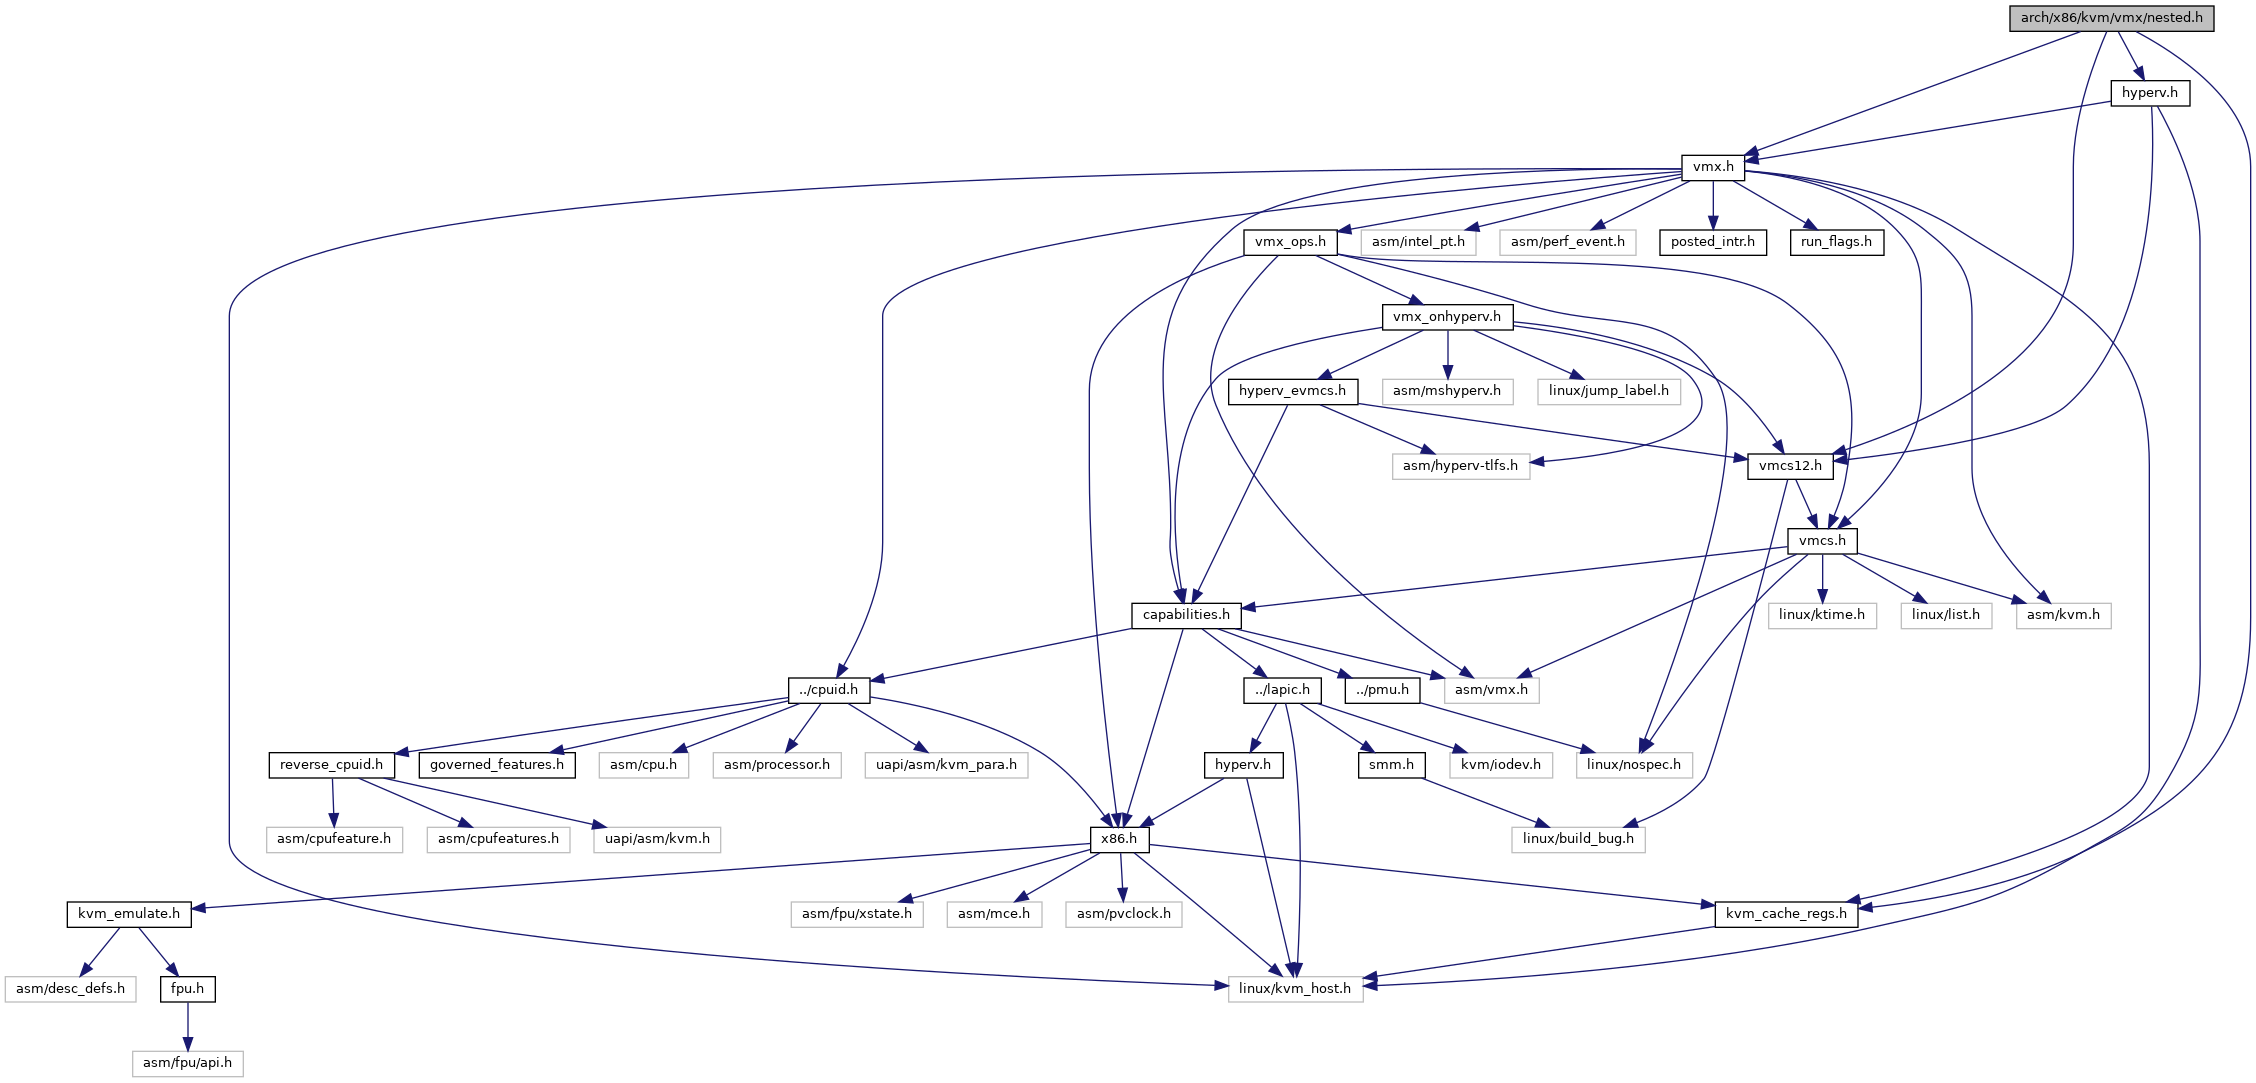 arch/x86/kvm/vmx/nested.h
hyperv.h
vmx.h
vmx_ops.h
asm/intel_pt.h
asm/perf_event.h
posted_intr.h
run_flags.h
vmx_onhyperv.h
hyperv_evmcs.h
asm/mshyperv.h
linux/jump_label.h
asm/hyperv-tlfs.h
vmcs12.h
vmcs.h
capabilities.h
linux/ktime.h
linux/list.h
asm/kvm.h
../cpuid.h
../lapic.h
../pmu.h
asm/vmx.h
reverse_cpuid.h
governed_features.h
asm/cpu.h
asm/processor.h
uapi/asm/kvm_para.h
hyperv.h
smm.h
kvm/iodev.h
linux/nospec.h
asm/cpufeature.h
asm/cpufeatures.h
uapi/asm/kvm.h
x86.h
linux/build_bug.h
kvm_emulate.h
asm/fpu/xstate.h
asm/mce.h
asm/pvclock.h
kvm_cache_regs.h
asm/desc_defs.h
fpu.h
linux/kvm_host.h
asm/fpu/api.h